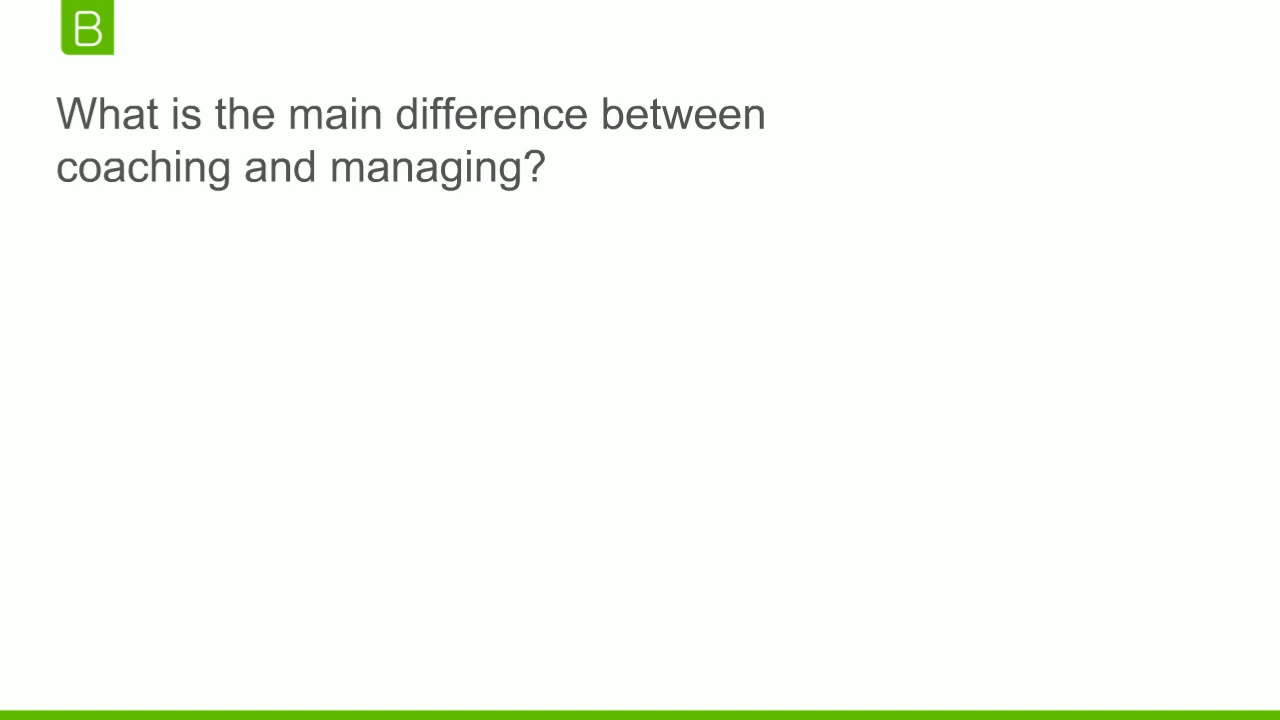 B
What is the main difference between
coaching and managing?